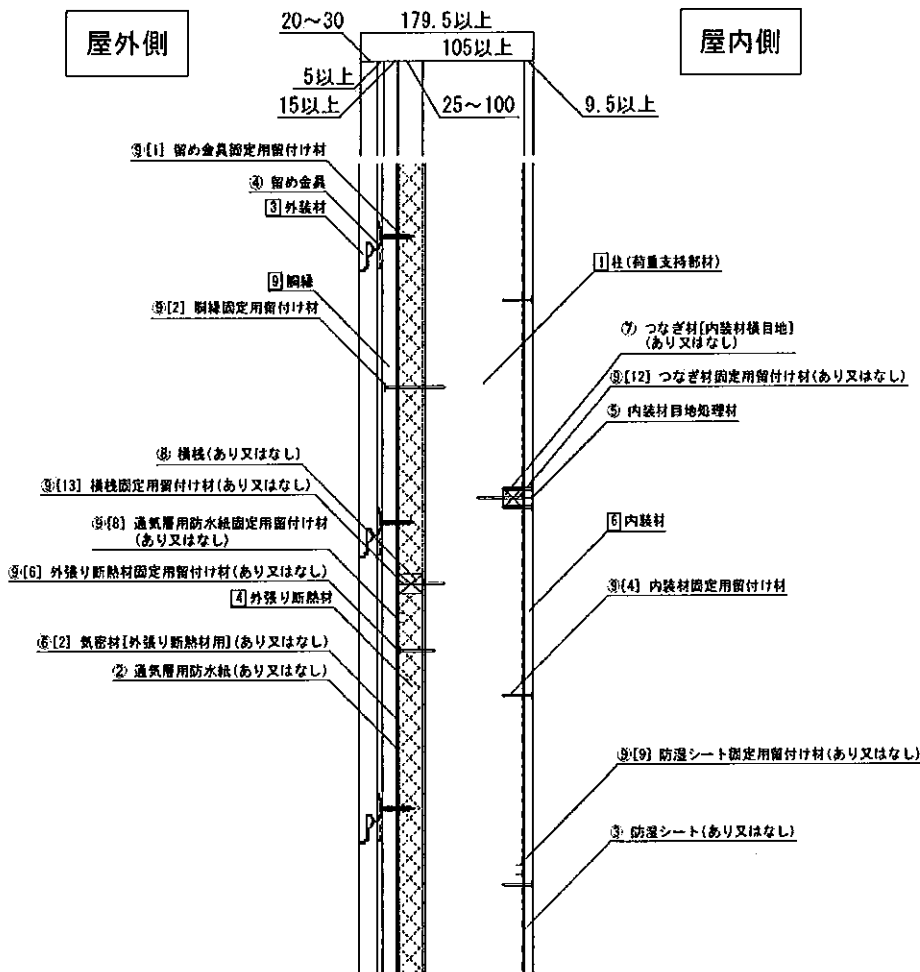 屋外側
20～30
179.5以上
105以上
屋内側
5以上
15以上
25～100
9.5以上
⑨[1] 留め金具固定用留付け材
④ 留め金具
3 外装材
9 胴縁
⑨[2] 胴縁固定用留付け材
⑧ 横桟(あり又はなし)
⑨[13] 横桟固定用留付け材(あり又はなし)
⑨[8] 通気層用防水紙固定用留付け材
(あり又はなし)
⑨[6] 外張り断熱材固定用留付け材(あり又はなし)
4 外張り断熱材
⑥[2] 気密材[外張り断熱材用](あり又はなし)
② 通気層用防水紙(あり又はなし)
1 柱(荷重支持部材)
⑦ つなぎ材[内装材横目地]
(あり又はなし)
⑨[12] つなぎ材固定用留付け材(あり又はなし)
⑤ 内装材目地処理材
6 内装材
⑨[4] 内装材固定用留付け材
⑨[9] 防湿シート固定用留付け材(あり又はなし)
③ 防湿シート(あり又はなし)